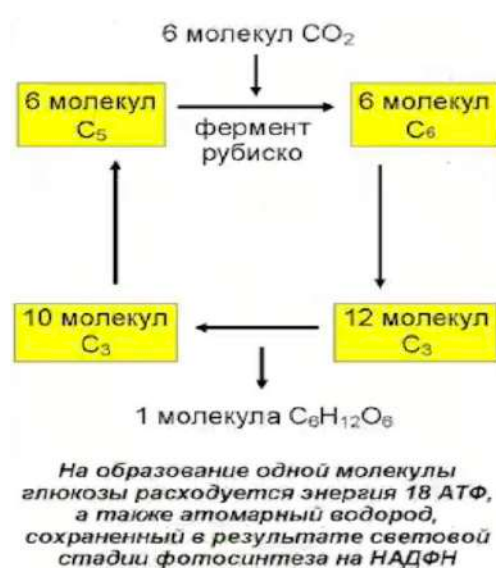 6 молекул CO₂
6 молекул
C₅
фермент
рубиско
6 молекул
C₆
10 молекул
C₃
12 молекул
C₃
1 молекула C₆H₁₂O₆
На образование одной молекулы
глюкозы расходуется энергия 18 АТФ,
а также атомарный водород,
сохраненный в результате световой
стадии фотосинтеза на НАДФН